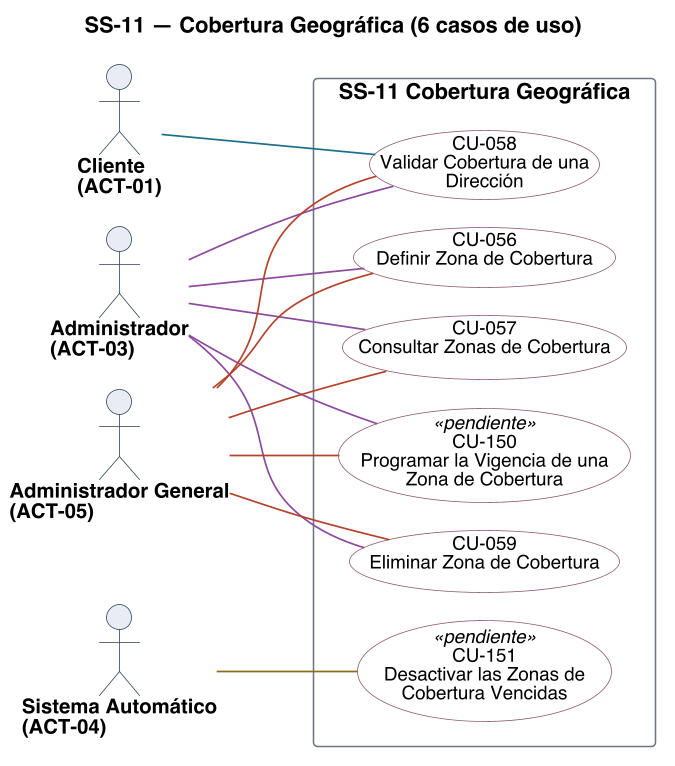 SS-11 — Cobertura Geográfica (6 casos de uso)
SS-11 Cobertura Geográfica
Cliente
(ACT-01)
Administrador
(ACT-03)
Administrador General
(ACT-05)
Sistema Automático
(ACT-04)
CU-058
Validar Cobertura de una
Dirección
CU-056
Definir Zona de Cobertura
CU-057
Consultar Zonas de Cobertura
«pendiente»
CU-150
Programar la Vigencia de una
Zona de Cobertura
CU-059
Eliminar Zona de Cobertura
«pendiente»
CU-151
Desactivar las Zonas de
Cobertura Vencidas